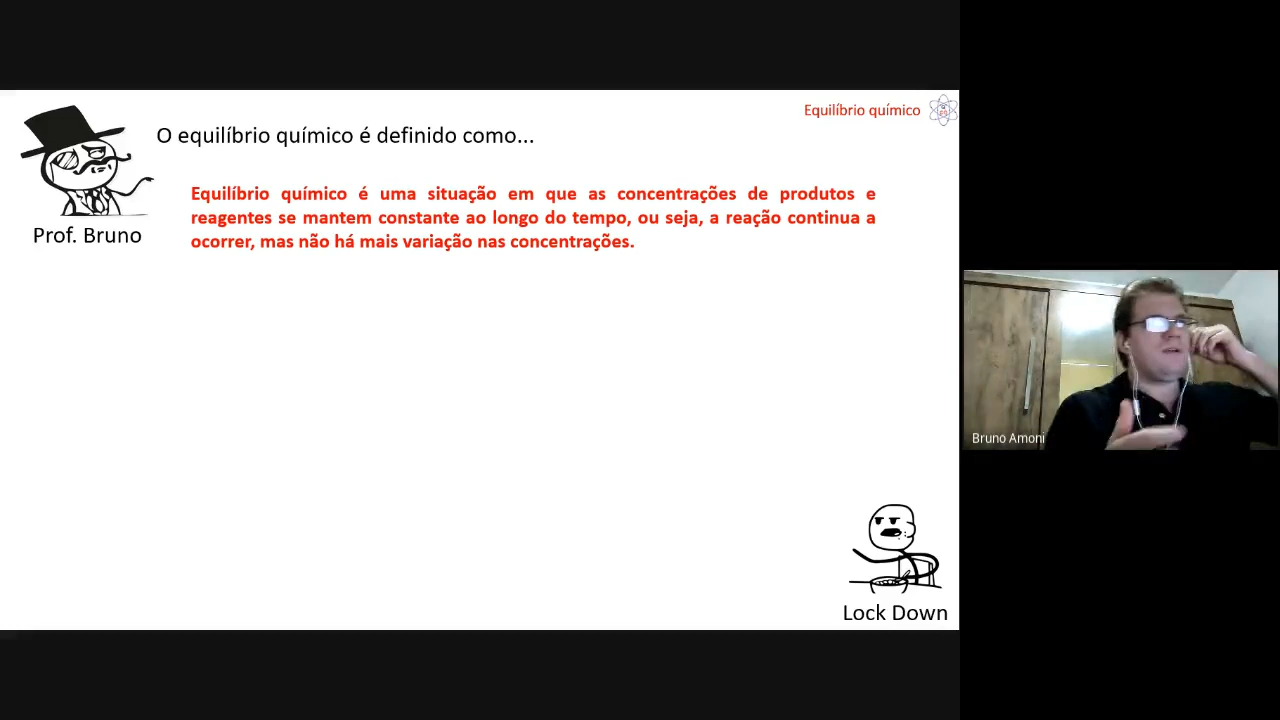 Equilíbrio químico
O equilíbrio químico é definido como...
Equilíbrio químico é uma situação em que as concentrações de produtos e
reagentes se mantem constante ao longo do tempo, ou seja, a reação continua a
ocorrer, mas não há mais variação nas concentrações.
Prof. Bruno
Bruno Amoni
Lock Down